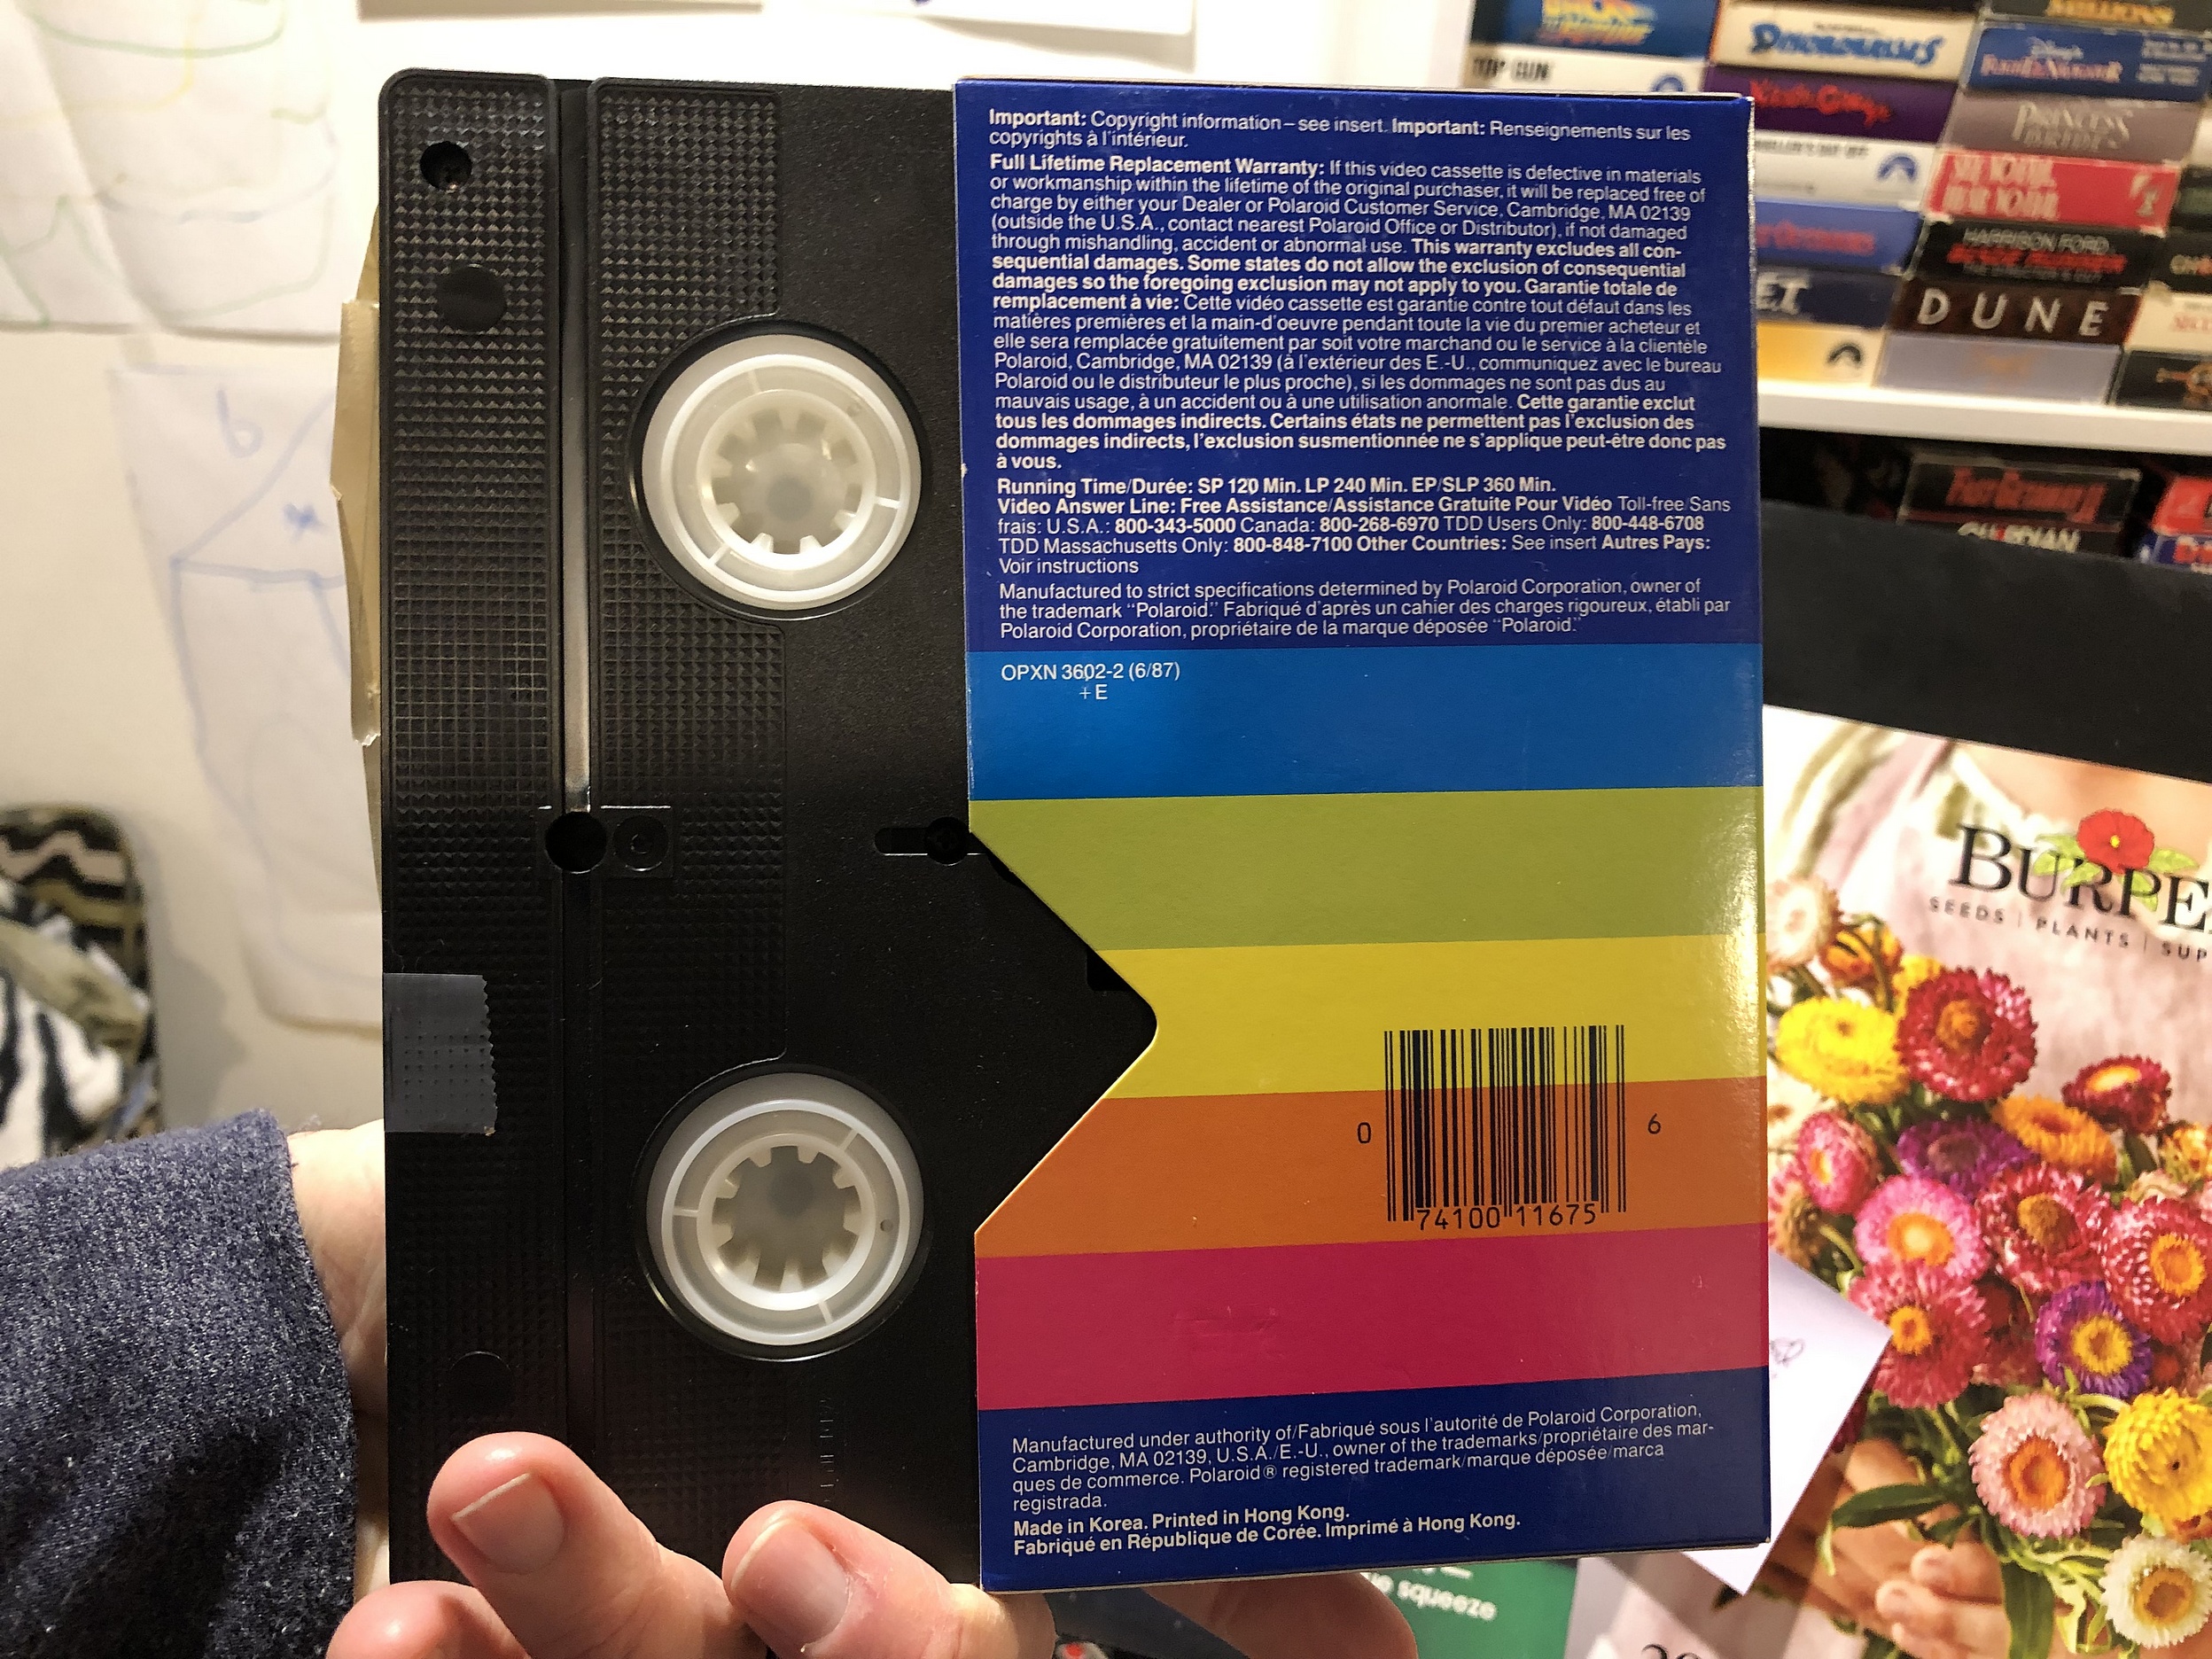 Important: Copyright information – see insert. Important: Renseignements sur les
copyrights à l'intérieur.
Full Lifetime Replacement Warranty: If this video cassette is defective in materials
or workmanship within the lifetime of the original purchaser, it will be replaced free of
charge by either your Dealer or Polaroid Customer Service, Cambridge, MA 02139
(outside the U.S.A., contact nearest Polaroid Office or Distributor), if not damaged
through mishandling, accident or abnormal use. This warranty excludes all con-
sequential damages. Some states do not allow the exclusion of consequential
damages so the foregoing exclusion may not apply to you. Garantie totale de
remplacement à vie: Cette vidéo cassette est garantie contre tout défaut dans les
matières premières et la main-d'oeuvre pendant toute la vie du premier acheteur et
elle sera remplacée gratuitement par soit votre marchand ou le service à la clientèle
Polaroid, Cambridge, MA 02139 (à l'extérieur des E.-U., communiquez avec le bureau
Polaroid ou le distributeur le plus proche), si les dommages ne sont pas dus au
mauvais usage, à un accident ou à une utilisation anormale. Cette garantie exclut
tous les dommages indirects. Certains états ne permettent pas l'exclusion des
dommages indirects, l'exclusion susmentionnée ne s'applique peut-être donc pas
à vous.
Running Time/Durée: SP 120 Min. LP 240 Min. EP/SLP 360 Min.
Video Answer Line: Free Assistance/Assistance Gratuite Pour Vidéo Toll-free/Sans
frais: U.S.A.: 800-343-5000 Canada: 800-268-6970 TDD Users Only: 800-448-6708
TDD Massachusetts Only: 800-848-7100 Other Countries: See insert Autres Pays:
Voir instructions
Manufactured to strict specifications determined by Polaroid Corporation, owner of
the trademark "Polaroid." Fabriqué d'après un cahier des charges rigoureux, établi par
Polaroid Corporation, propriétaire de la marque déposée "Polaroid."
OPXN 3602-2 (6/87)
+E
0 74100 11675 6
Manufactured under authority of/Fabriqué sous l'autorité de Polaroid Corporation,
Cambridge, MA 02139, U.S.A./E.-U., owner of the trademarks/propriétaire des mar-
ques de commerce. Polaroid® registered trademark/marque déposée/marca
registrada.
Made in Korea. Printed in Hong Kong.
Fabriqué en République de Corée. Imprimé à Hong Kong.
TOP GUN
PRINCESS
HARRISON FORD
DUNE
BURPE
SEEDS | PLANTS | SUP
squeeze
b